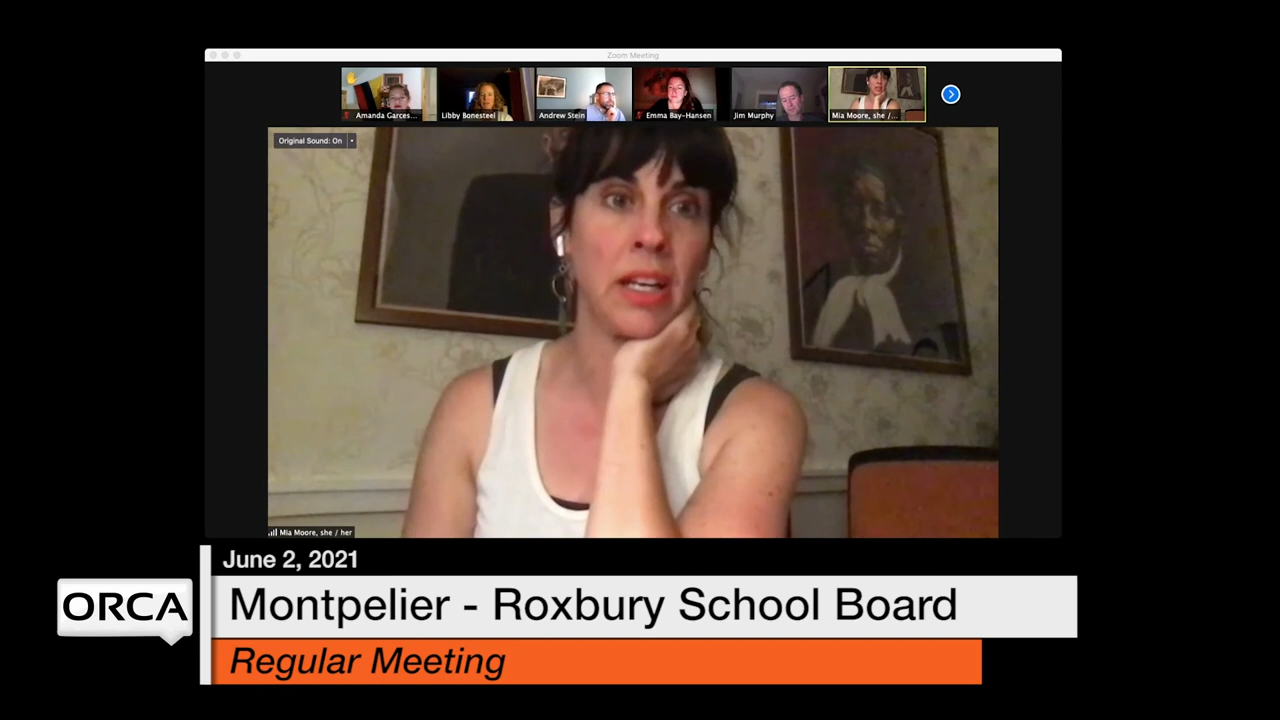 Zoom Meeting
Amanda Garces...
Libby Bonesteel
Andrew Stein
Emma Bay-Hansen
Jim Murphy
Mia Moore, she /...
Original Sound: On
Mia Moore, she / her
June 2, 2021
ORCA
Montpelier - Roxbury School Board
Regular Meeting